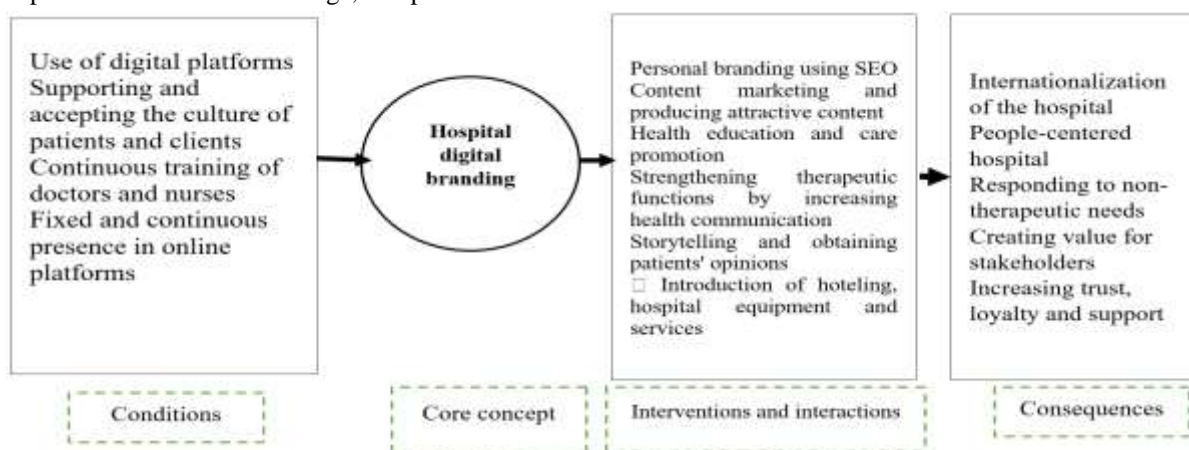 Use of digital platforms
Supporting and
accepting the culture of
patients and clients
Continuous training of
doctors and nurses
Fixed and continuous
presence in online
platforms
Hospital
digital
branding
Personal branding using SEO
Content marketing and
producing attractive content
Health education and care
promotion
Strengthening therapeutic
functions by increasing
health communication
Storytelling and obtaining
patients' opinions
□ Introduction of hoteling,
hospital equipment and
services
Internationalization
of the hospital
People-centered
hospital
Responding to non-
therapeutic needs
Creating value for
stakeholders
Increasing trust,
loyalty and support
Conditions
Core concept
Interventions and interactions
Consequences